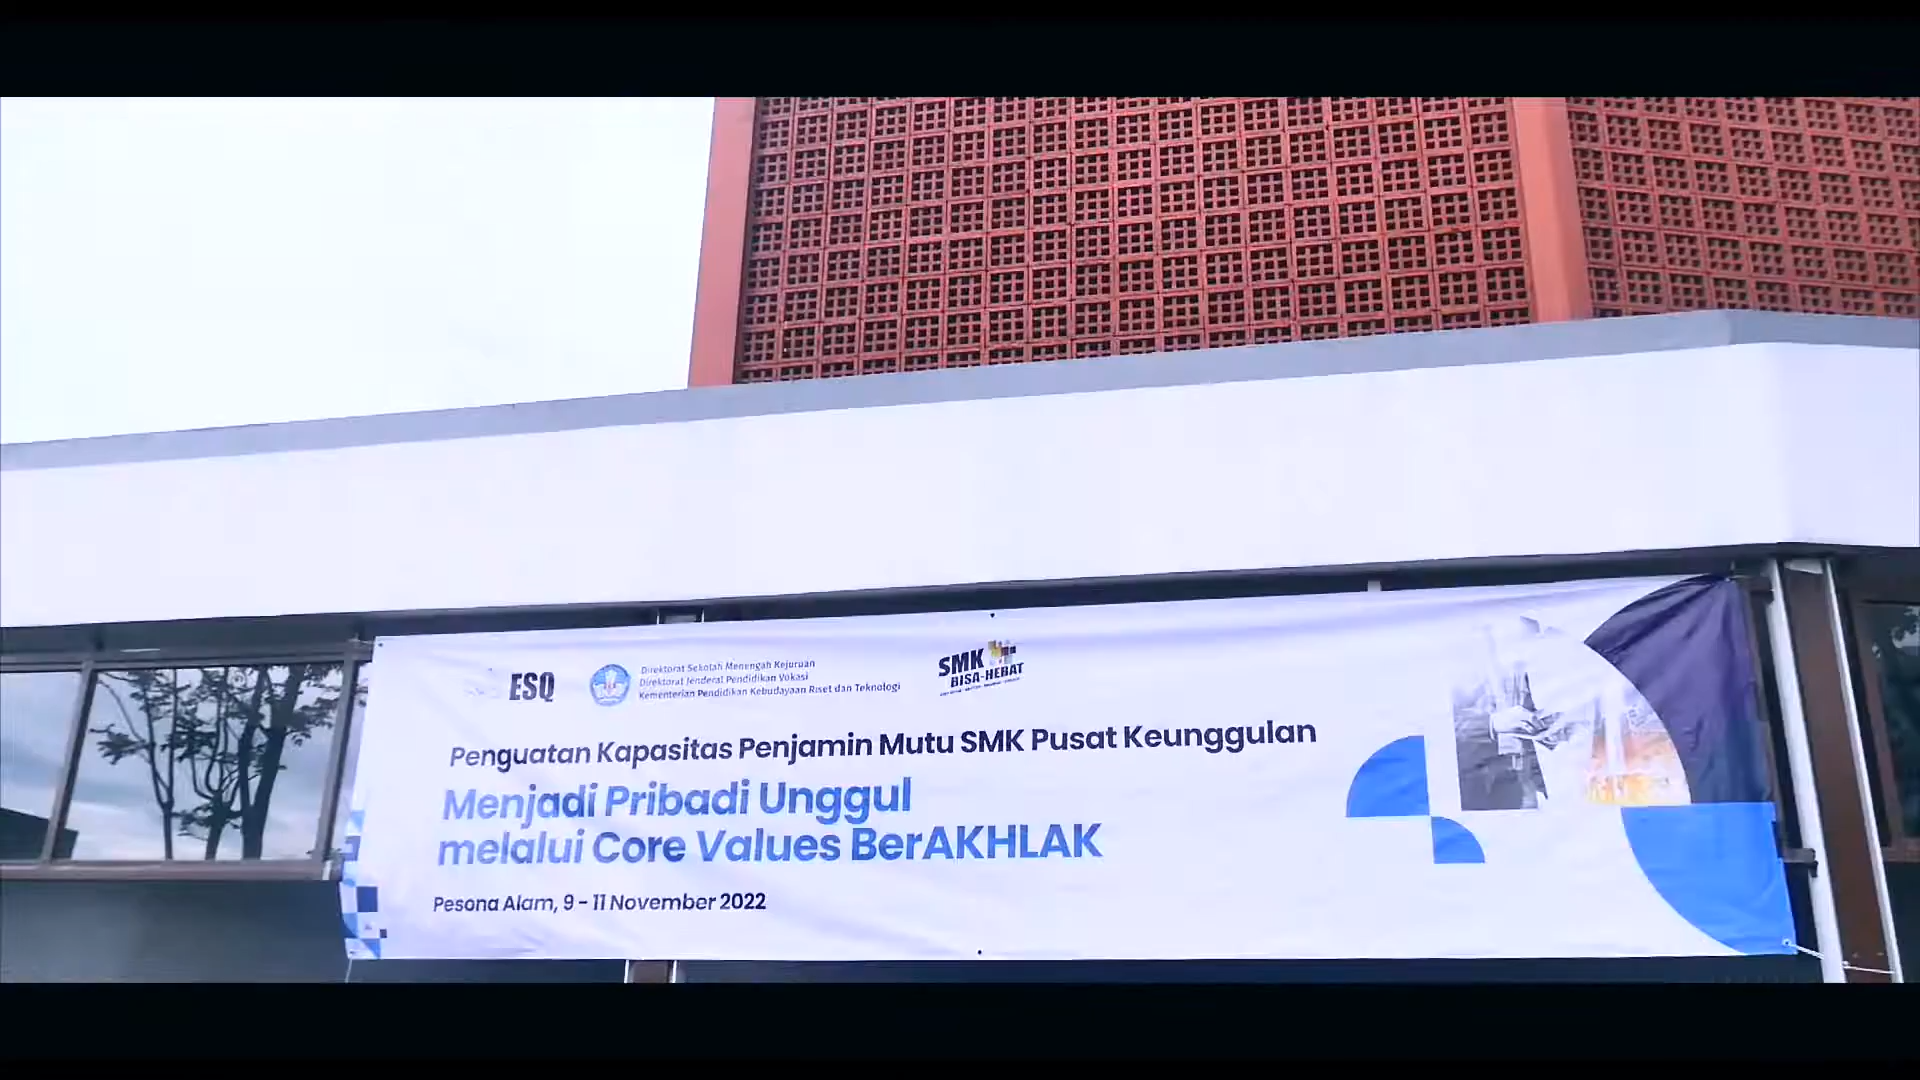 ESQ
Direktorat Sekolah Menengah Kejuruan
Direktorat Jenderal Pendidikan Vokasi
Kementerian Pendidikan Kebudayaan Riset dan Teknologi
SMK
BISA-HEBAT
Penguatan Kapasitas Penjamin Mutu SMK Pusat Keunggulan
Menjadi Pribadi Unggul
melalui Core Values BerAKHLAK
Pesona Alam, 9 - 11 November 2022